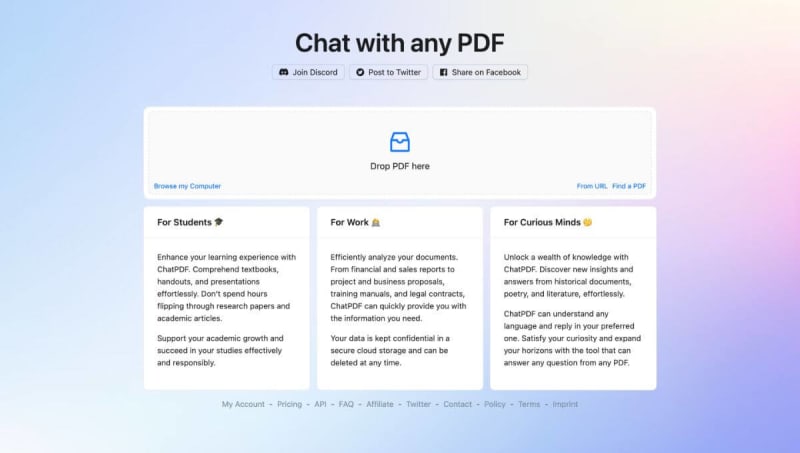 Chat with any PDF
Join Discord
Post to Twitter
Share on Facebook
Drop PDF here
Browse my Computer
From URL Find a PDF
For Students 🎓
Enhance your learning experience with
ChatPDF. Comprehend textbooks,
handouts, and presentations
effortlessly. Don't spend hours
flipping through research papers and
academic articles.
Support your academic growth and
succeed in your studies effectively
and responsibly.
For Work
Efficiently analyze your documents.
From financial and sales reports to
project and business proposals,
training manuals, and legal contracts,
ChatPDF can quickly provide you with
the information you need.
Your data is kept confidential in a
secure cloud storage and can be
deleted at any time.
For Curious Minds
Unlock a wealth of knowledge with
ChatPDF. Discover new insights and
answers from historical documents,
poetry, and literature, effortlessly.
ChatPDF can understand any
language and reply in your preferred
one. Satisfy your curiosity and expand
your horizons with the tool that can
answer any question from any PDF.
My Account - Pricing - API - FAQ - Affiliate - Twitter - Contact - Policy - Terms - Imprint